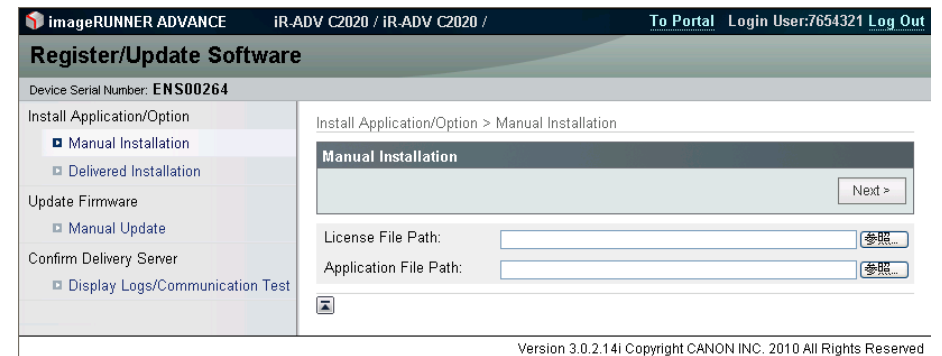 imageRUNNER ADVANCE iR-ADV C2020 / iR-ADV C2020 / To Portal Login User:7654321 Log Out
Register/Update Software
Device Serial Number: ENS00264
Install Application/Option
Manual Installation
Delivered Installation
Update Firmware
Manual Update
Confirm Delivery Server
Display Logs/Communication Test
Install Application/Option > Manual Installation
Manual Installation
Next >
License File Path: 参照...
Application File Path: 参照...
Version 3.0.2.14i Copyright CANON INC. 2010 All Rights Reserved